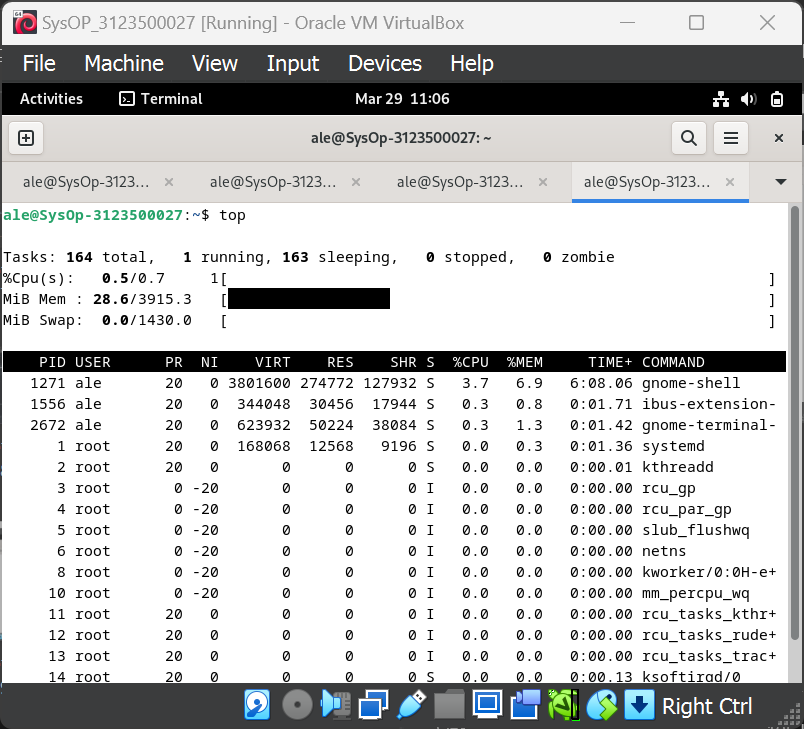 SysOP_3123500027 [Running] - Oracle VM VirtualBox
File Machine View Input Devices Help
Activities Terminal Mar 29 11:06
ale@SysOp-3123500027: ~
ale@SysOp-3123... ale@SysOp-3123... ale@SysOp-3123... ale@SysOp-3123...
ale@SysOp-3123500027:~$ top
Tasks: 164 total, 1 running, 163 sleeping, 0 stopped, 0 zombie
%Cpu(s): 0.5/0.7 1[ ]
MiB Mem : 28.6/3915.3 [ ]
MiB Swap: 0.0/1430.0 [ ]
PID USER PR NI VIRT RES SHR S %CPU %MEM TIME+ COMMAND
1271 ale 20 0 3801600 274772 127932 S 3.7 6.9 6:08.06 gnome-shell
1556 ale 20 0 344048 30456 17944 S 0.3 0.8 0:01.71 ibus-extension-
2672 ale 20 0 623932 50224 38084 S 0.3 1.3 0:01.42 gnome-terminal-
1 root 20 0 168068 12568 9196 S 0.0 0.3 0:01.36 systemd
2 root 20 0 0 0 0 S 0.0 0.0 0:00.01 kthreadd
3 root 0 -20 0 0 0 I 0.0 0.0 0:00.00 rcu_gp
4 root 0 -20 0 0 0 I 0.0 0.0 0:00.00 rcu_par_gp
5 root 0 -20 0 0 0 I 0.0 0.0 0:00.00 slub_flushwq
6 root 0 -20 0 0 0 I 0.0 0.0 0:00.00 netns
8 root 0 -20 0 0 0 I 0.0 0.0 0:00.00 kworker/0:0H-e+
10 root 0 -20 0 0 0 I 0.0 0.0 0:00.00 mm_percpu_wq
11 root 20 0 0 0 0 I 0.0 0.0 0:00.00 rcu_tasks_kthr+
12 root 20 0 0 0 0 I 0.0 0.0 0:00.00 rcu_tasks_rude+
13 root 20 0 0 0 0 I 0.0 0.0 0:00.00 rcu_tasks_trac+
14 root 20 0 0 0 0 S 0.0 0.0 0:00.13 ksoftirqd/0
Right Ctrl